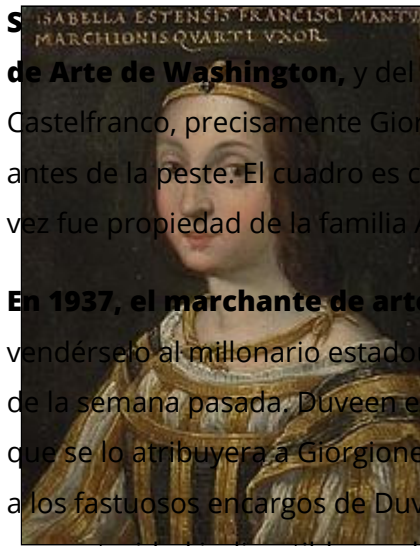 ISABELLA ESTENSIS FRANCISCI MANT
MARCHIONIS QVARTI VXOR
S
de Arte de Washington, y del
Castelfranco, precisamente Gior
antes de la peste. El cuadro es c
vez fue propiedad de la familia A
En 1937, el marchante de arte
vendérselo al millonario estado
de la semana pasada. Duveen e
que se lo atribuyera a Giorgione
a los fastuosos encargos de Duv